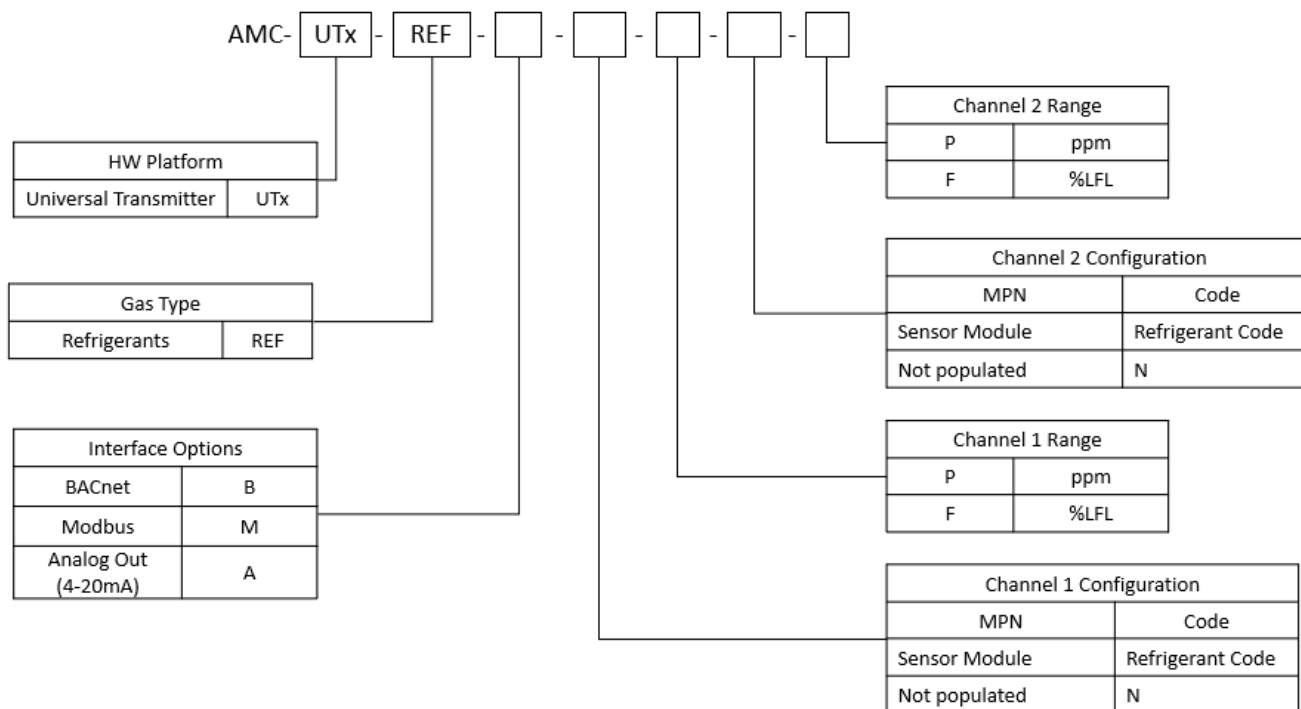 AMC- UTx - REF - - - - -
Channel 2 Range
P ppm
F %LFL
HW Platform
Universal Transmitter UTx
Channel 2 Configuration
MPN Code
Sensor Module Refrigerant Code
Not populated N
Gas Type
Refrigerants REF
Channel 1 Range
P ppm
F %LFL
Interface Options
BACnet B
Modbus M
Analog Out
(4-20mA) A
Channel 1 Configuration
MPN Code
Sensor Module Refrigerant Code
Not populated N